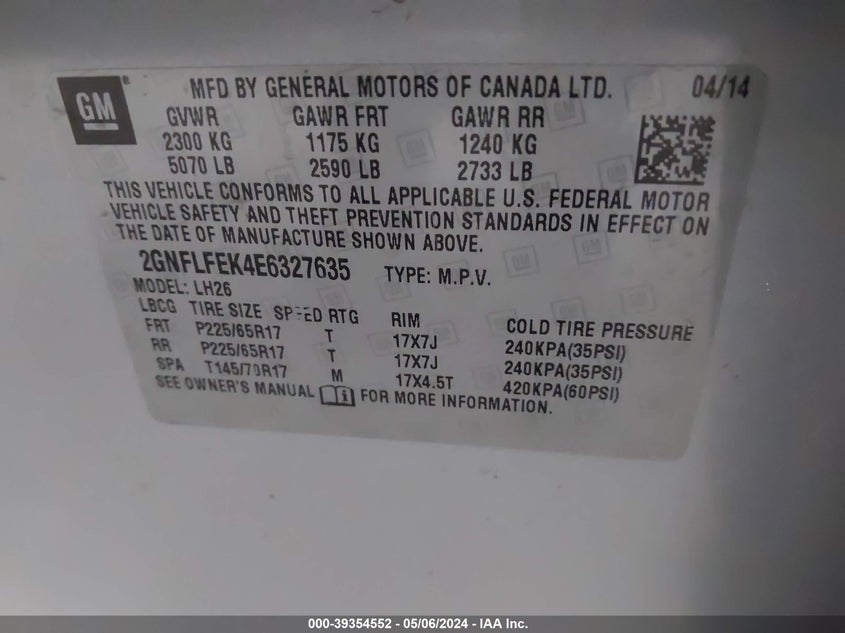 GM ® MFD BY GENERAL MOTORS OF CANADA LTD. 04/14
GVWR GAWR FRT GAWR RR
2300 KG 1175 KG 1240 KG
5070 LB 2590 LB 2733 LB
THIS VEHICLE CONFORMS TO ALL APPLICABLE U.S. FEDERAL MOTOR
VEHICLE SAFETY AND THEFT PREVENTION STANDARDS IN EFFECT ON
THE DATE OF MANUFACTURE SHOWN ABOVE.
2GNFLFEK4E6327635 TYPE: M.P.V.
MODEL: LH26
LBCG TIRE SIZE SPEED RTG RIM COLD TIRE PRESSURE
FRT P225/65R17 T 17X7J 240KPA(35PSI)
RR P225/65R17 T 17X7J 240KPA(35PSI)
SPA T145/70R17 M 17X4.5T 420KPA(60PSI)
SEE OWNER'S MANUAL i FOR MORE INFORMATION.
000-39354552 - 05/06/2024 - IAA Inc.